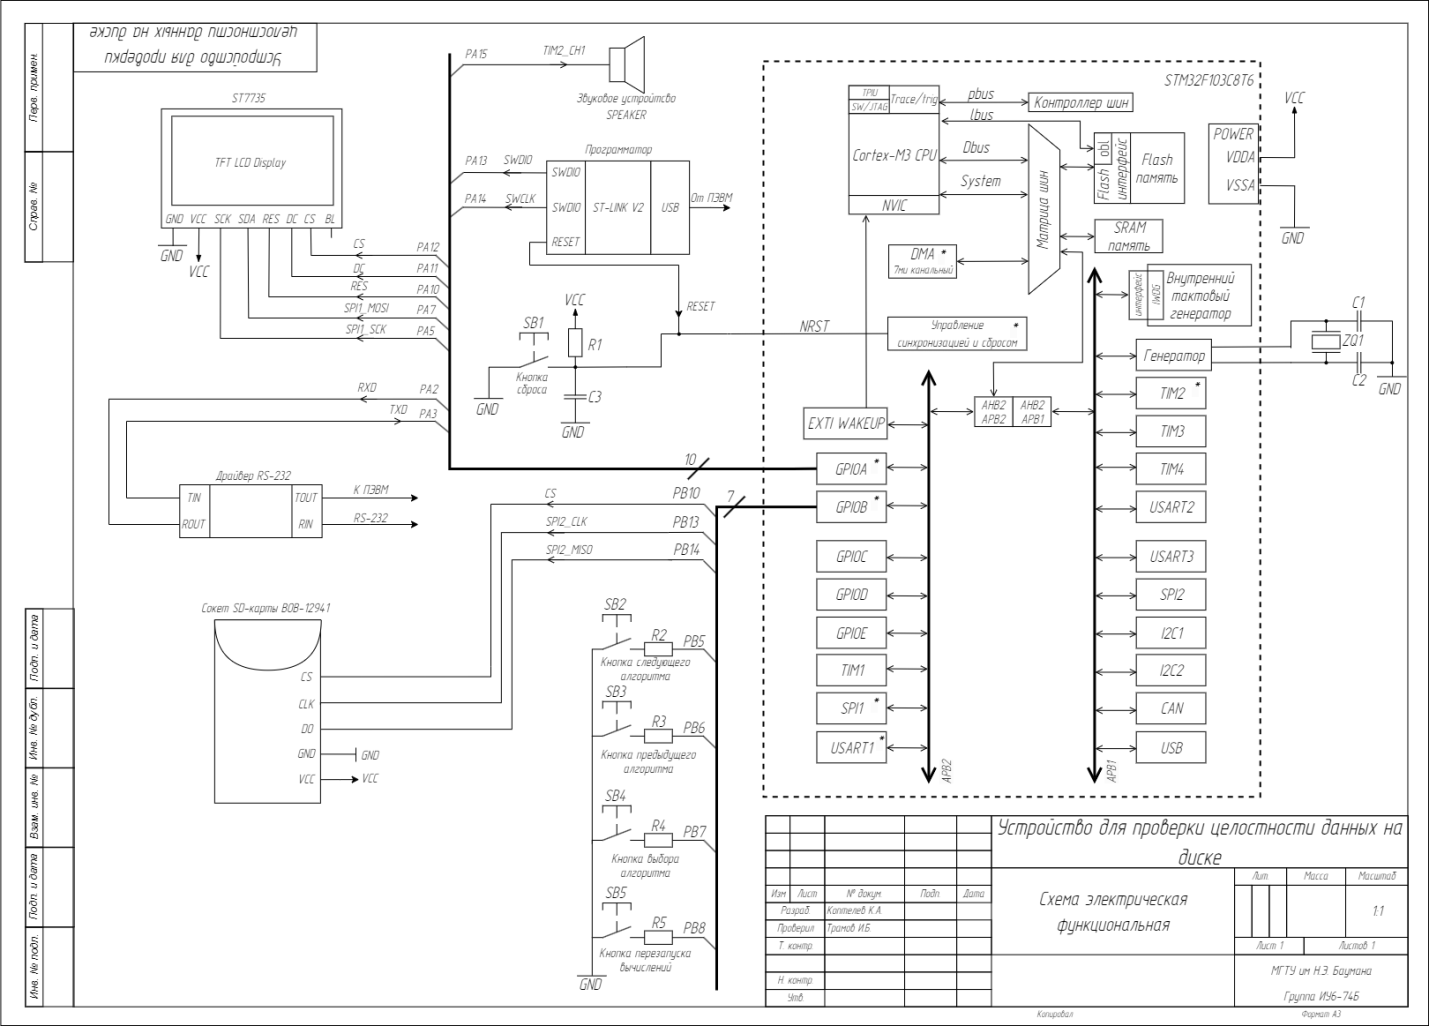 Устройство для проверки
целостности данных на диске
Перв. примен.
Справ. №
Подп. и дата
Инв. № дубл.
Взам. инв. №
Подп. и дата
Инв. № подл.
ST7735
TFT LCD Display
GND VCC SCK SDA RES DC CS BL
GND
VCC
CS PA12
DC PA11
RES PA10
SPI1_MOSI PA7
SPI1_SCK PA5
PA15 TIM2_CH1
Звуковое устройтсво
SPEAKER
Программатор
PA13 SWDIO
PA14 SWCLK
SWDIO
SWDIO
RESET
ST-LINK V2
USB
От ПЭВМ
RESET
VCC
SB1
R1
Кнопка
сброса
C3
GND
GND
NRST
RXD PA2
TXD PA3
Драйвер RS-232
TIN
ROUT
TOUT
RIN
К ПЭВМ
RS-232
10
7
CS PB10
SPI2_CLK PB13
SPI2_MISO PB14
Сокет SD-карты BOB-12941
CS
CLK
DO
GND GND
VCC VCC
SB2
R2 PB5
Кнопка следующего
алгоритма
SB3
R3 PB6
Кнопка предыдущего
алгоритма
SB4
R4 PB7
Кнопка выбора
алгоритма
SB5
R5 PB8
Кнопка перезапуска
вычислений
GND
STM32F103C8T6
TPIU
SW/JTAG
Trace/trig
Cortex-M3 CPU
NVIC
pbus
Контроллер шин
Ibus
Dbus
System
Матрица шин
Flash obl
интерфейс
Flash
память
SRAM
память
DMA *
7ми канальный
Управление *
синхронизацией и сбросом
POWER
VDDA
VSSA
VCC
GND
интерфейс
IWDG
Внутренний
тактовый
генератор
Генератор
C1
ZQ1
C2
GND
AHB2
APB2
AHB2
APB1
EXTI WAKEUP
GPIOA *
GPIOB *
GPIOC
GPIOD
GPIOE
TIM1
SPI1 *
USART1 *
APB2
TIM2 *
TIM3
TIM4
USART2
USART3
SPI2
I2C1
I2C2
CAN
USB
APB1
Устройство для проверки целостности данных на
диске
Схема электрическая
функциональная
Изм Лист № докум. Подп. Дата
Разраб. Коптелев К.А.
Проверил Трамов И.Б.
Т. контр.
Н. контр.
Утв.
Лит. Масса Масштаб
1:1
Лист 1 Листов 1
МГТУ им Н.Э. Баумана
Группа ИУ6-74Б
Копировал Формат А3